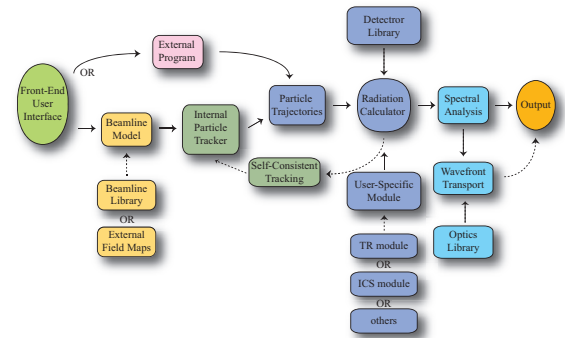 Detectror
Library
External
Program
OR
Front-End
User
Interface
Beamline
Model
Internal
Particle
Tracker
Particle
Trajectories
Radiation
Calculator
Spectral
Analysis
Output
Self-Consistent
Tracking
User-Specific
Module
Wavefront
Transport
Beamline
Library
OR
External
Field Maps
Optics
Library
TR module
OR
ICS module
OR
others